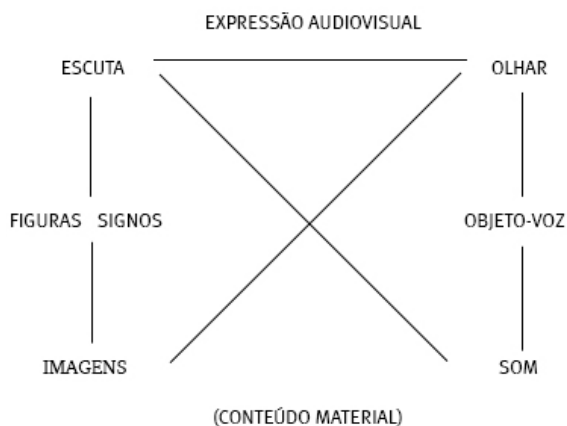 EXPRESSÃO AUDIOVISUAL
ESCUTA OLHAR
FIGURAS SIGNOS OBJETO-VOZ
IMAGENS SOM
(CONTEÚDO MATERIAL)